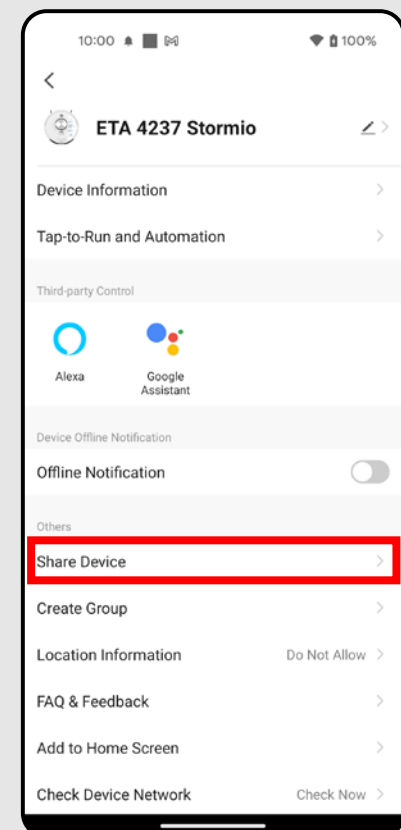 10:00 100%
ETA 4237 Stormio
Device Information
Tap-to-Run and Automation
Third-party Control
Alexa Google
Assistant
Device Offline Notification
Offline Notification
Others
Share Device
Create Group
Location Information Do Not Allow
FAQ & Feedback
Add to Home Screen
Check Device Network Check Now